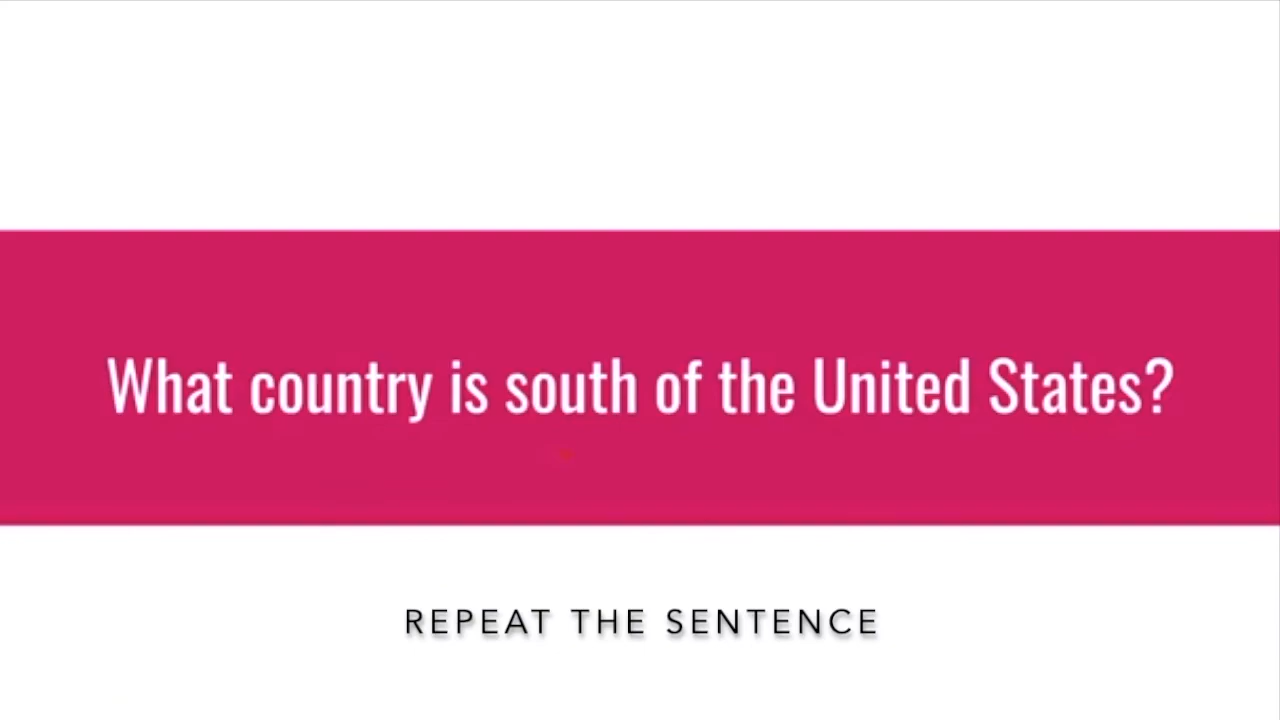 What country is south of the United States?
REPEAT THE SENTENCE